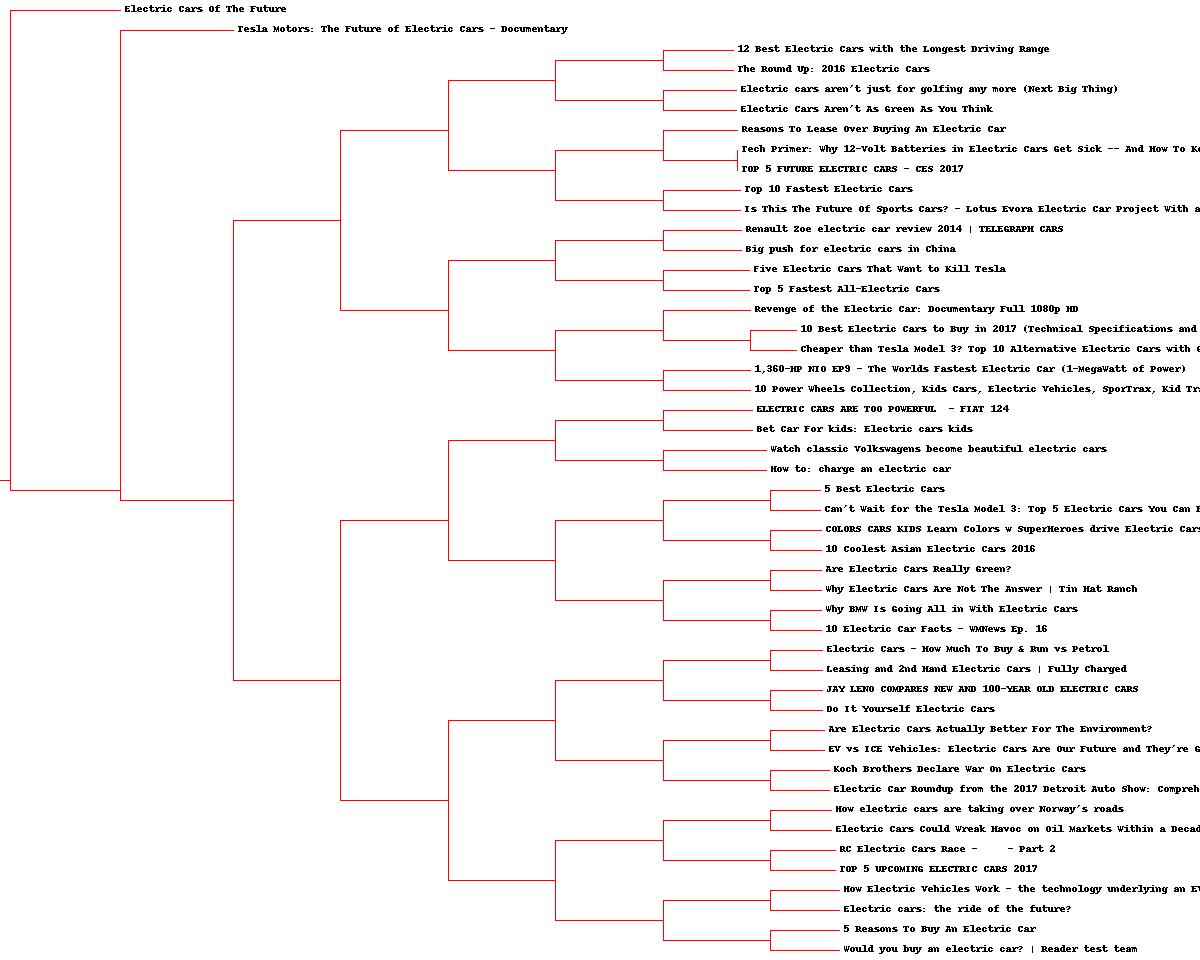 Electric Cars Of The Future
Tesla Motors: The Future of Electric Cars - Documentary
12 Best Electric Cars with the Longest Driving Range
The Round Up: 2016 Electric Cars
Electric cars aren't just for golfing any more (Next Big Thing)
Electric Cars Aren't As Green As You Think
Reasons To Lease Over Buying An Electric Car
Tech Primer: Why 12-Volt Batteries in Electric Cars Get Sick -- And How To
TOP 5 FUTURE ELECTRIC CARS - CES 2017
Top 10 Fastest Electric Cars
Is This The Future Of Sports Cars? - Lotus Evora Electric Car Project With
Renault Zoe electric car review 2014 | TELEGRAPH CARS
Big push for electric cars in China
Five Electric Cars That Want to Kill Tesla
Top 5 Fastest All-Electric Cars
Revenge of the Electric Car: Documentary Full 1080p HD
10 Best Electric Cars to Buy in 2017 (Technical Specifications and
Cheaper than Tesla Model 3? Top 10 Alternative Electric Cars with
1,360-HP NIO EP9 - The Worlds Fastest Electric Car (1-MegaWatt of Power)
10 Power Wheels Collection, Kids Cars, Electric Vehicles, SporTrax, Kid
ELECTRIC CARS ARE TOO POWERFUL - FIAT 124
Bet Car For kids: Electric cars kids
Watch classic Volkswagens become beautiful electric cars
How to: charge an electric car
5 Best Electric Cars
Can't Wait for the Tesla Model 3: Top 5 Electric Cars You Can
COLORS CARS KIDS Learn Colors w SuperHeroes drive Electric Cars
10 Coolest Asian Electric Cars 2016
Are Electric Cars Really Green?
Why Electric Cars Are Not The Answer | Tin Hat Ranch
Why BMW Is Going All in With Electric Cars
10 Electric Car Facts - WMNews Ep. 16
Electric Cars - How Much To Buy & Run vs Petrol
Leasing and 2nd Hand Electric Cars | Fully Charged
JAY LENO COMPARES NEW AND 100-YEAR OLD ELECTRIC CARS
Do It Yourself Electric Cars
Are Electric Cars Actually Better For The Environment?
EV vs ICE Vehicles: Electric Cars Are Our Future and They're
Koch Brothers Declare War On Electric Cars
Electric Car Roundup from the 2017 Detroit Auto Show: Compreh
How electric cars are taking over Norway's roads
Electric Cars Could Wreak Havoc on Oil Markets Within a Decad
RC Electric Cars Race - - Part 2
TOP 5 UPCOMING ELECTRIC CARS 2017
How Electric Vehicles Work - the technology underlying an EV
Electric cars: the ride of the future?
5 Reasons To Buy An Electric Car
Would you buy an electric car? | Reader test team